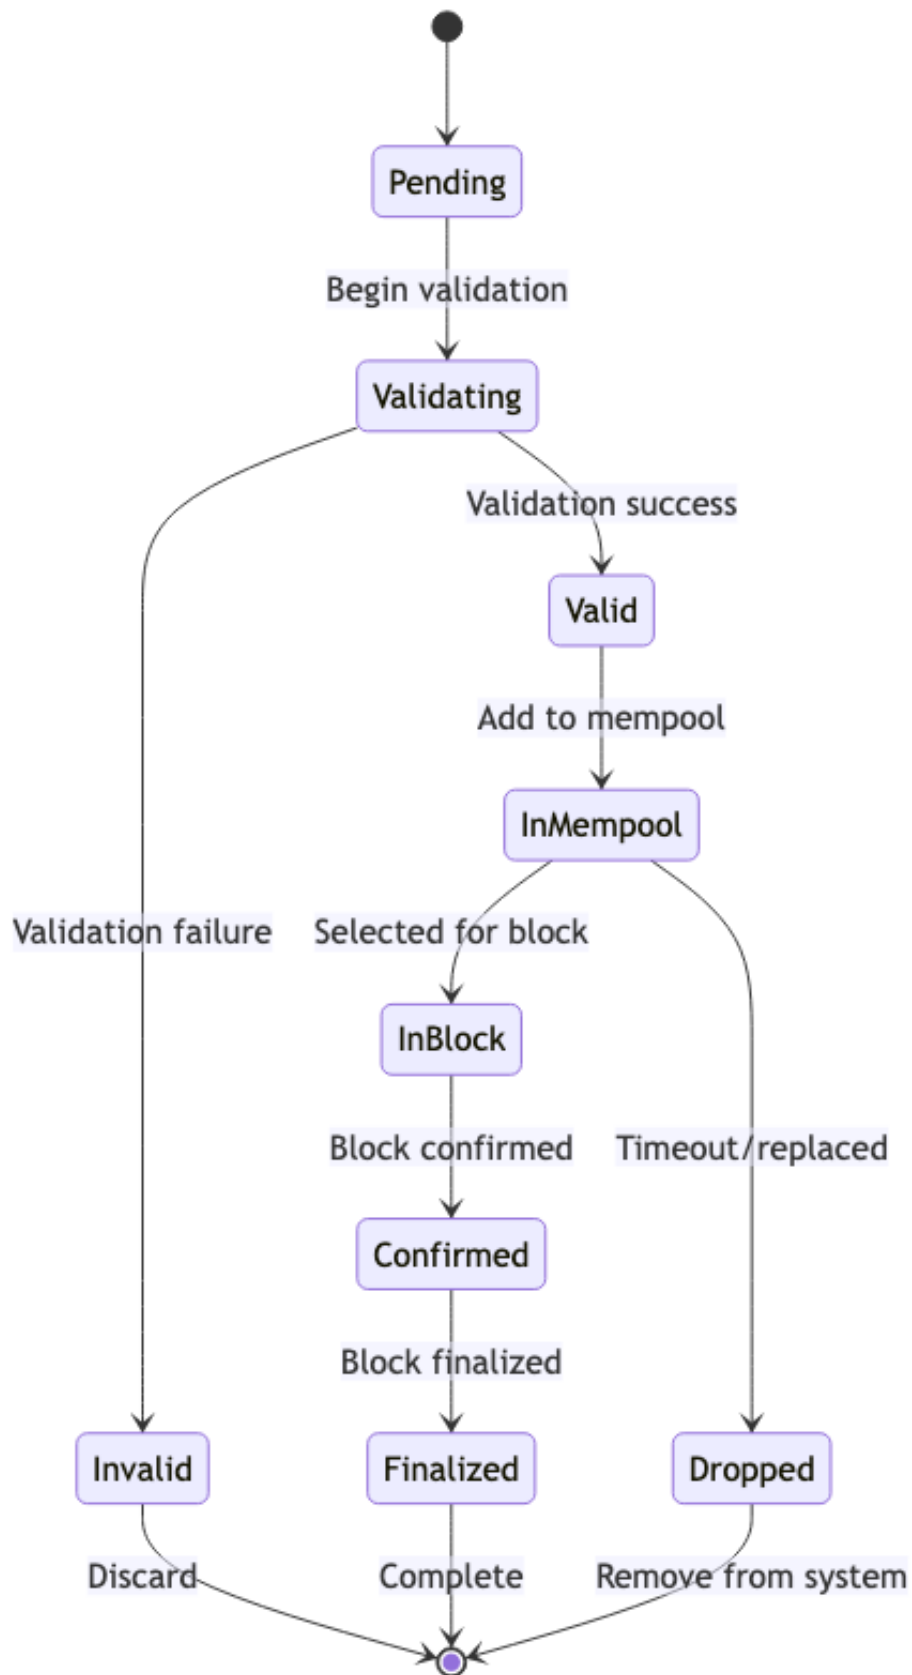 Pending
Begin validation
Validating
Validation success
Valid
Add to mempool
InMempool
Validation failure
Selected for block
InBlock
Block confirmed
Timeout/replaced
Confirmed
Block finalized
Invalid
Finalized
Dropped
Discard
Complete
Remove from system